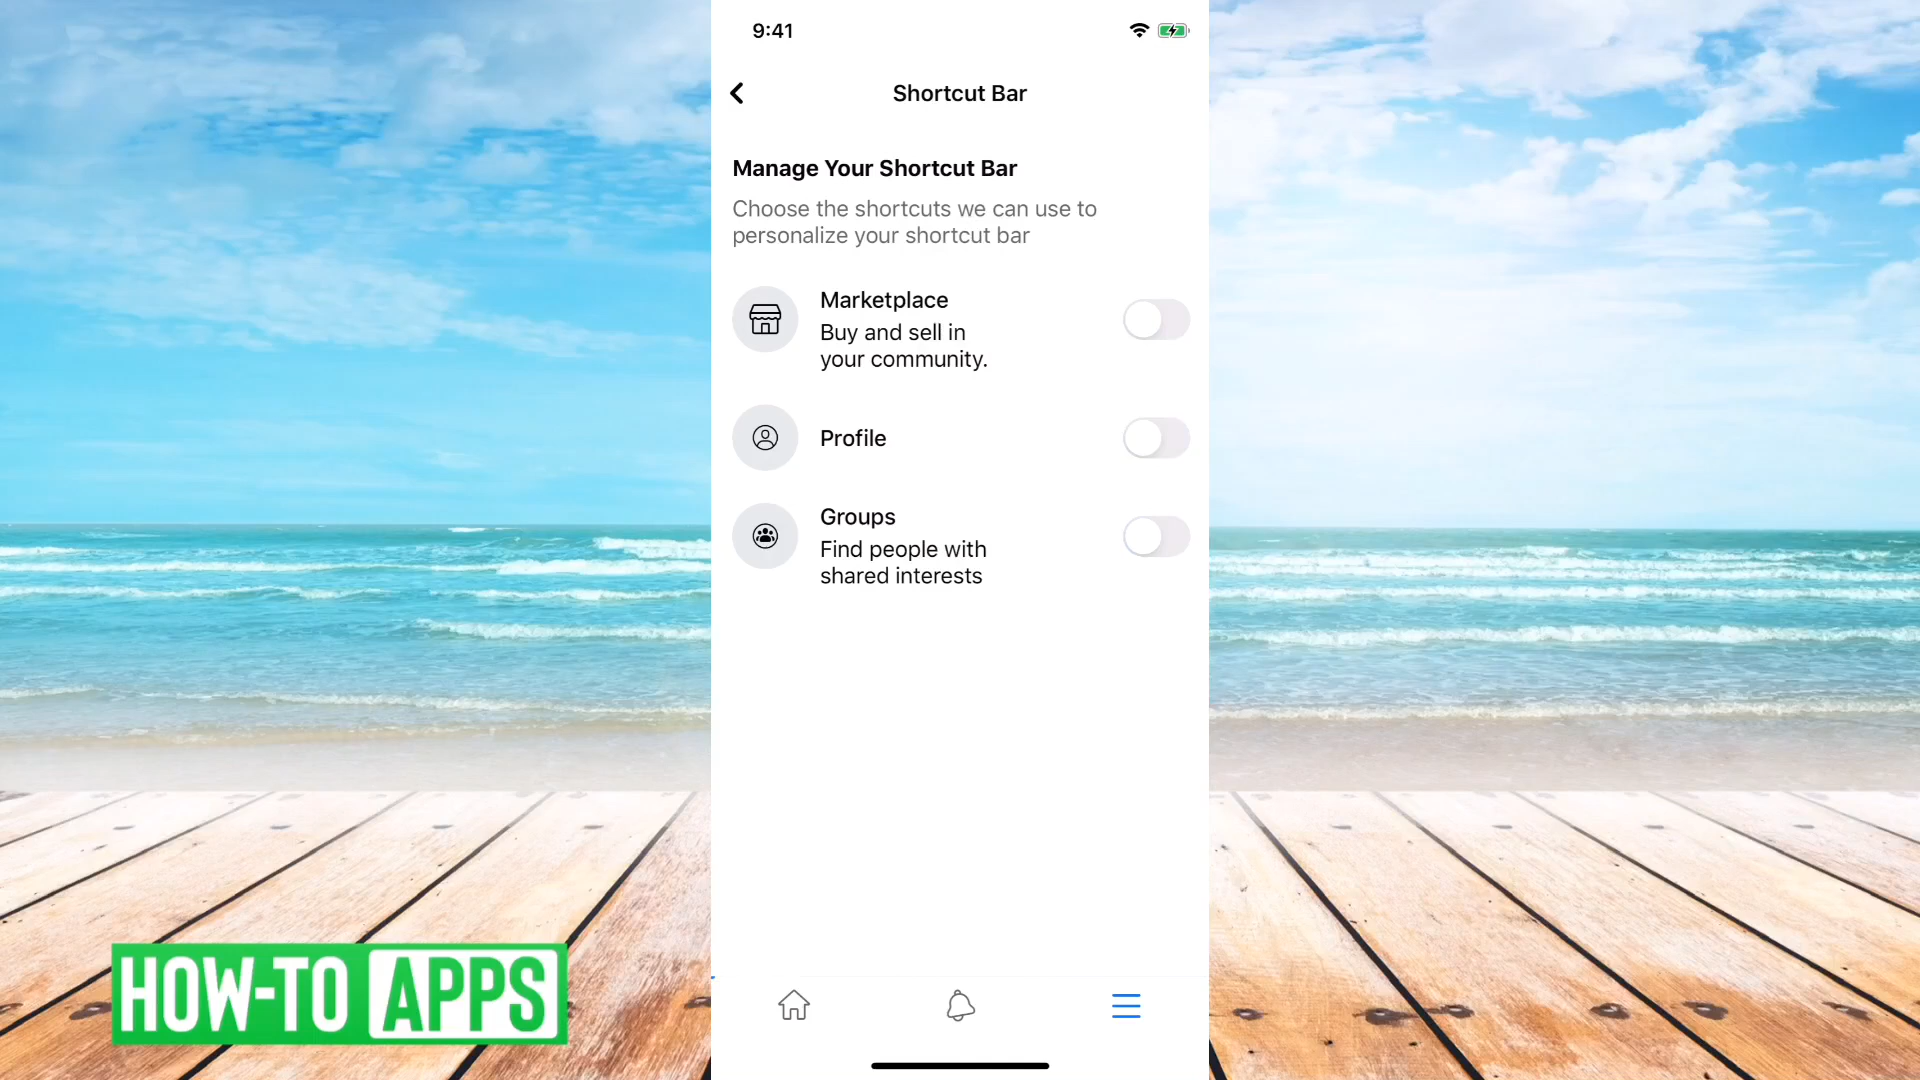 9:41
Shortcut Bar
Manage Your Shortcut Bar
Choose the shortcuts we can use to
personalize your shortcut bar
Marketplace
Buy and sell in
your community.
Profile
Groups
Find people with
shared interests
HOW-TO APPS